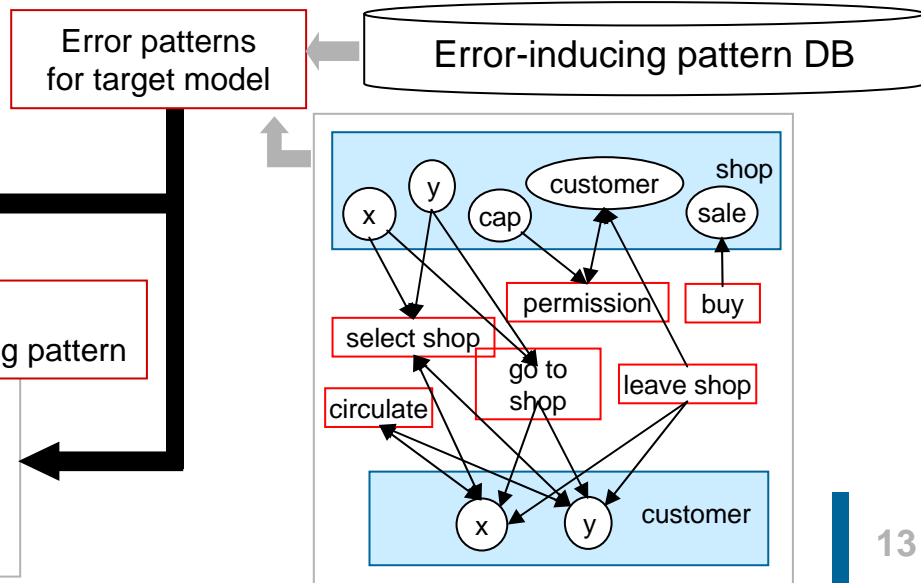 Error patterns
for target model
Error-inducing pattern DB
shop
customer
y
x
cap
sale
permission
buy
select shop
g pattern
go to
shop
leave shop
circulate
x
y
customer
13